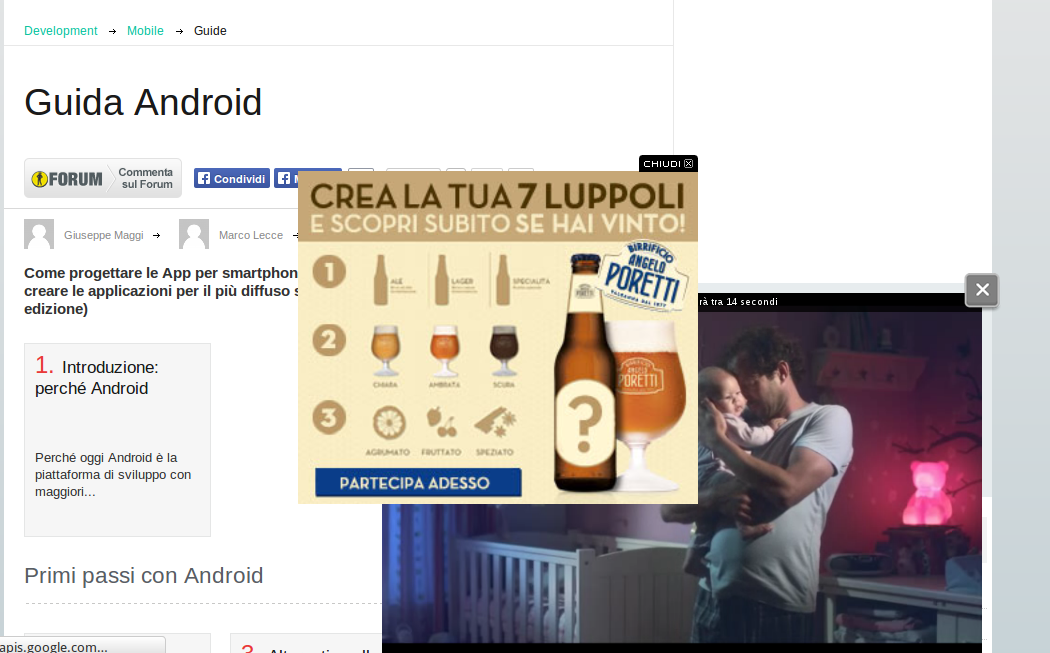 Development → Mobile → Guide
Guida Android
FORUM
Commenta
sul Forum
Condividi
M
Giuseppe Maggi →
Marco Lecce →
Come progettare le App per smartphon
creare le applicazioni per il più diffuso s
edizione)
1. Introduzione:
perché Android
Perché oggi Android è la
piattaforma di sviluppo con
maggiori...
Primi passi con Android
3.
apis.google.com...
CHIUDI
CREA LA TUA 7 LUPPOLI
E SCOPRI SUBITO SE HAI VINTO!
1
ALE
LAGER
SPECIALITÀ
BIRRIFICIO
ANGELO
PORETTI
2
CHIARA
AMBRATA
SCURA
PORETTI
?
3
AGRUMATO
FRUTTATO
SPEZIATO
PARTECIPA ADESSO
rà tra 14 secondi